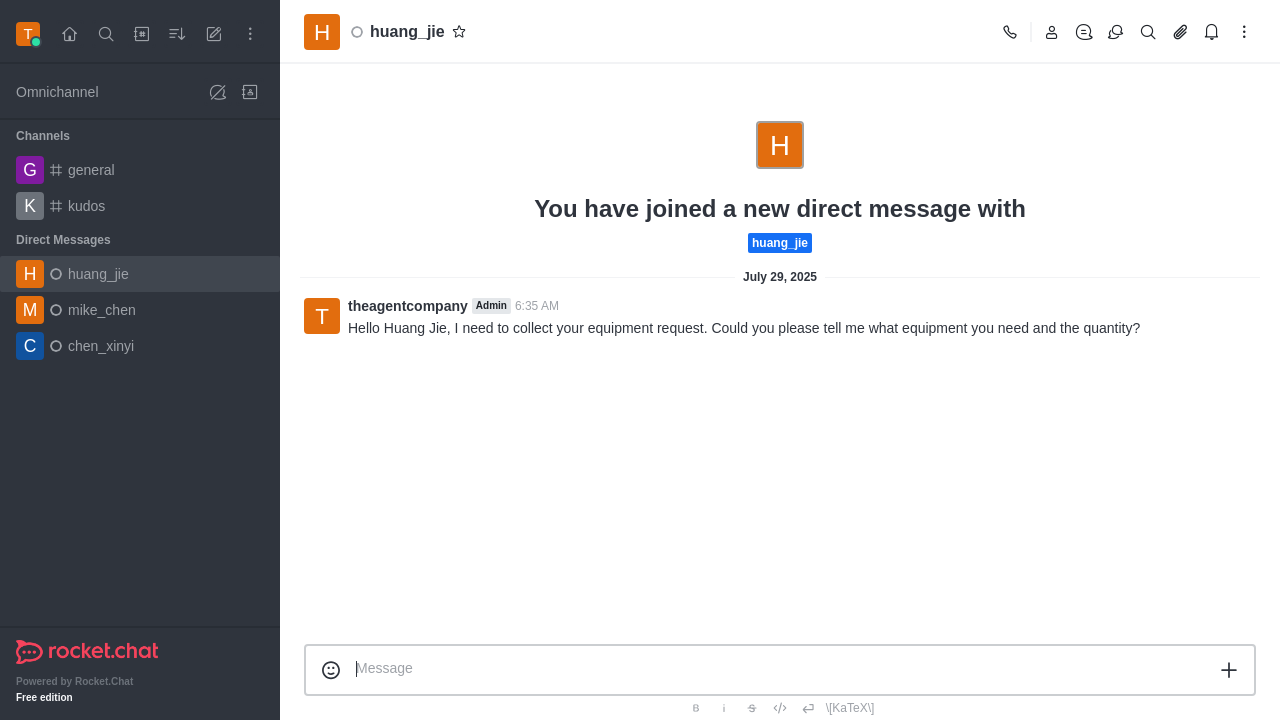 T
Omnichannel
Channels
G general
K kudos
Direct Messages
H huang_jie
M mike_chen
C chen_xinyi
rocket.chat
Powered by Rocket.Chat
Free edition
H huang_jie
H
You have joined a new direct message with
huang_jie
July 29, 2025
T theagentcompany Admin 6:35 AM
Hello Huang Jie, I need to collect your equipment request. Could you please tell me what equipment you need and the quantity?
Message
B i S \[KaTeX\]